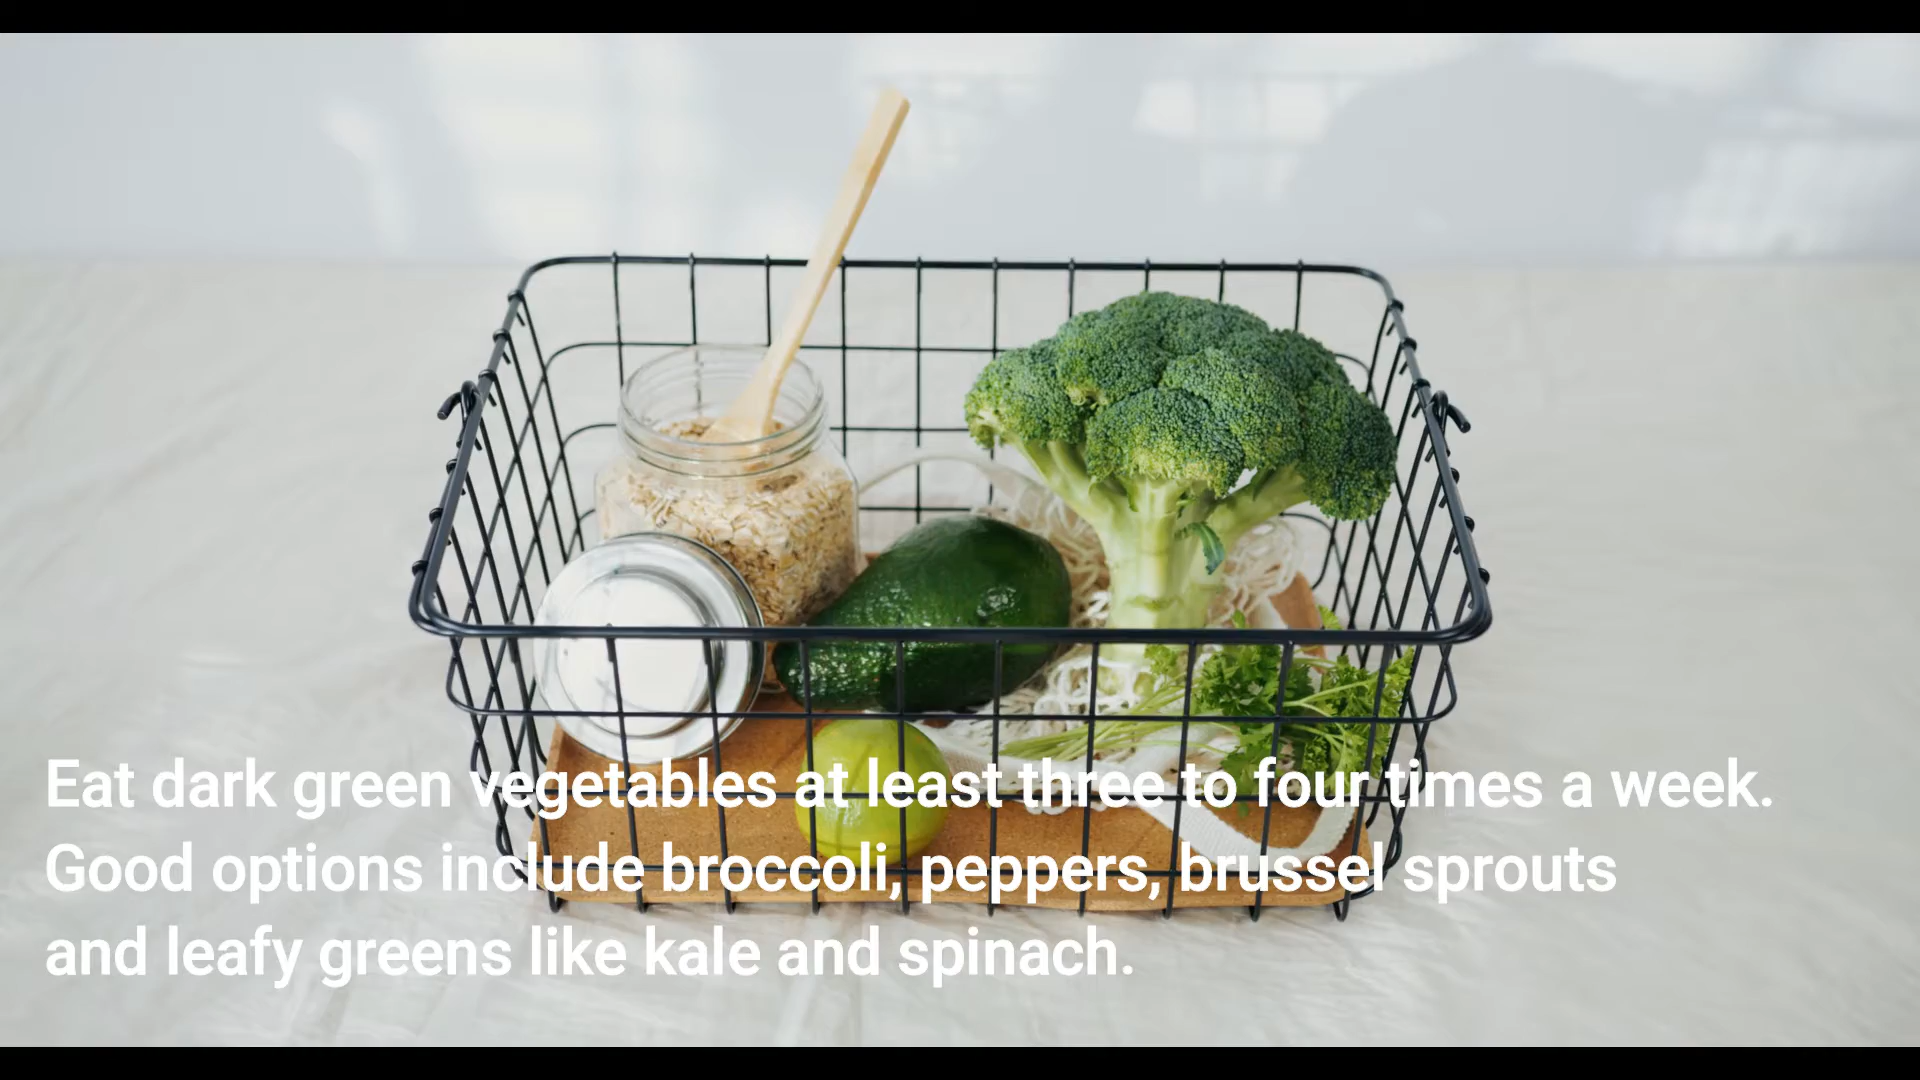 Eat dark green vegetables at least three to four times a week.
Good options include broccoli, peppers, brussel sprouts
and leafy greens like kale and spinach.